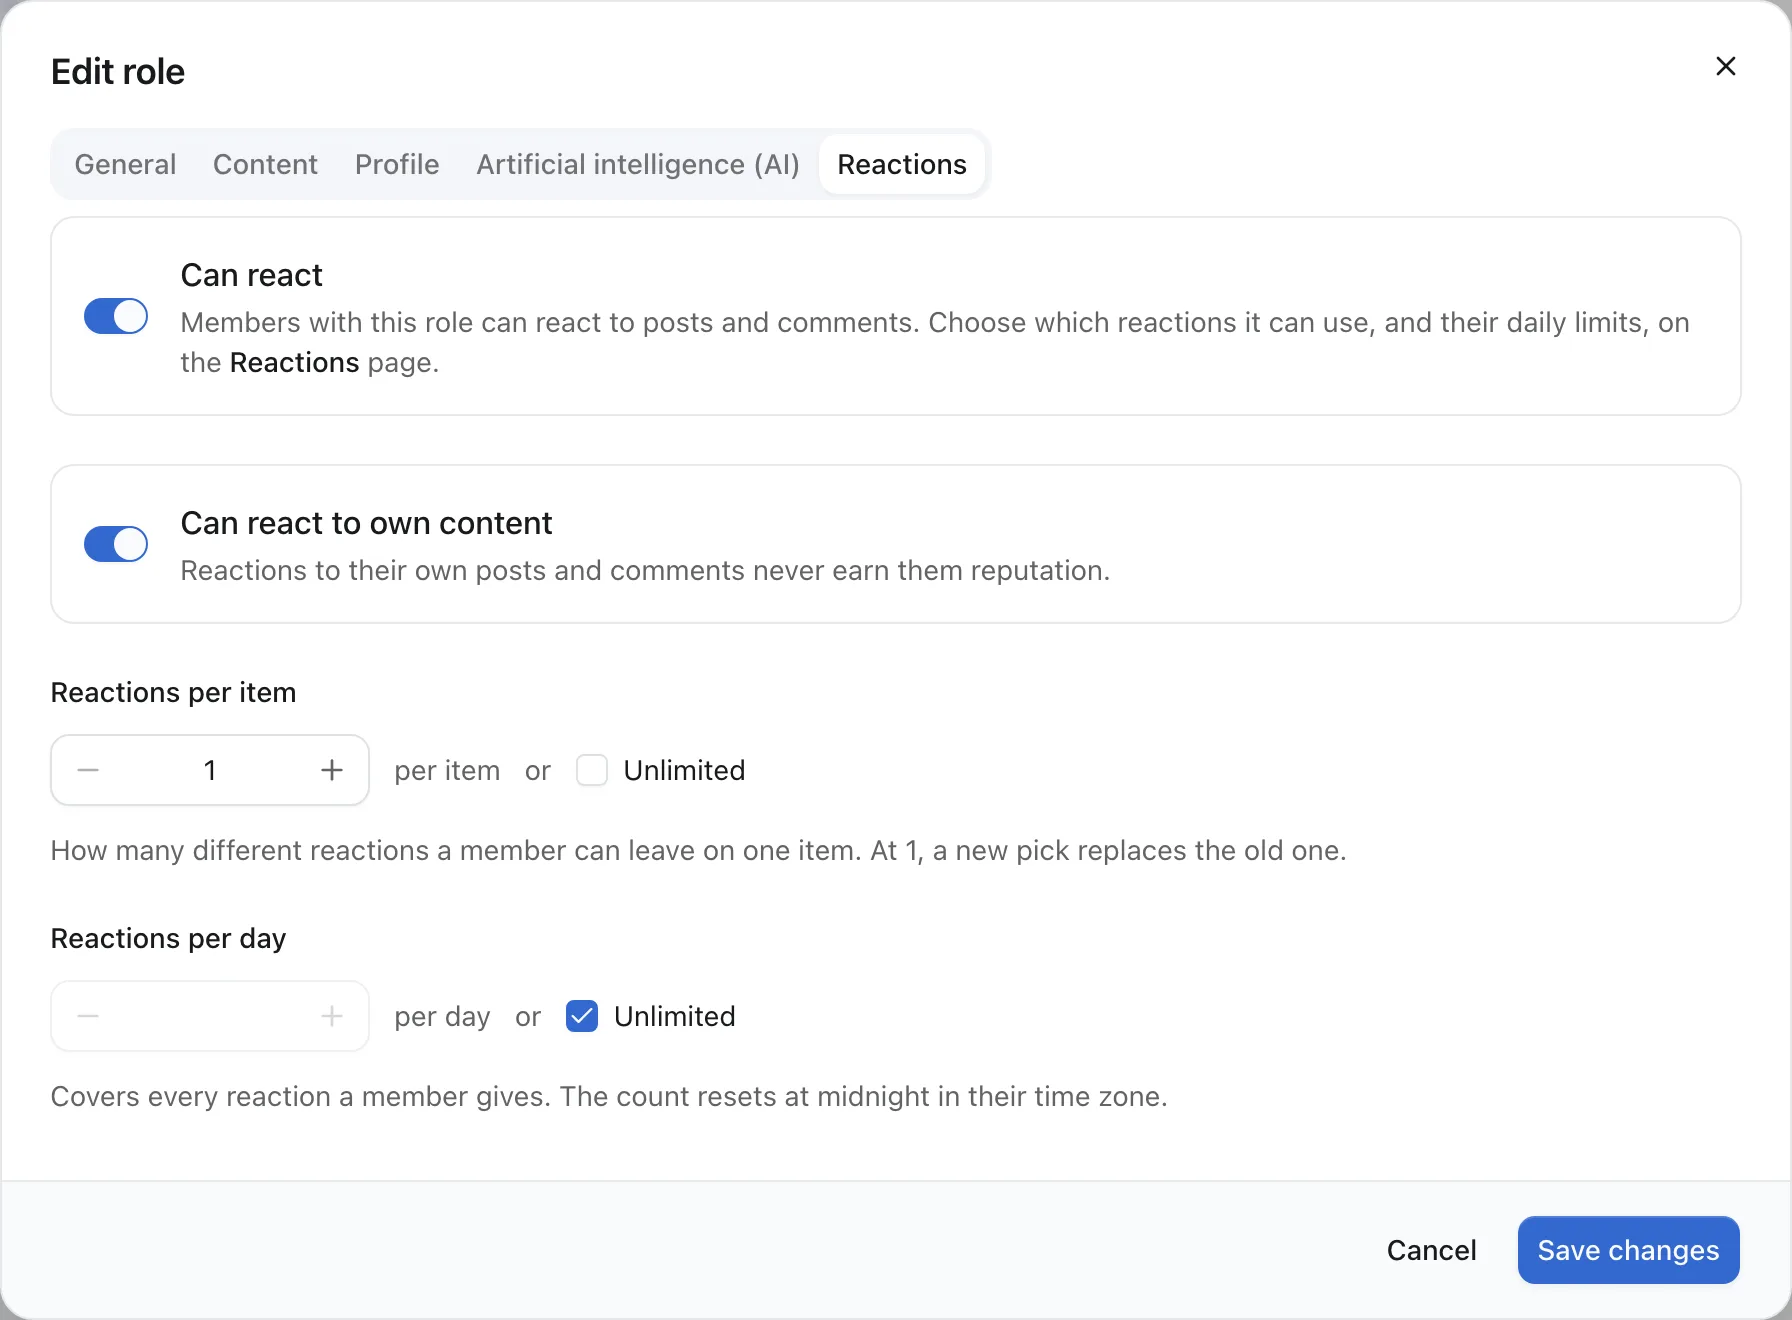 Edit role
General Content Profile Artificial intelligence (AI) Reactions
Can react
Members with this role can react to posts and comments. Choose which reactions it can use, and their daily limits, on
the Reactions page.
Can react to own content
Reactions to their own posts and comments never earn them reputation.
Reactions per item
1 per item or Unlimited
How many different reactions a member can leave on one item. At 1, a new pick replaces the old one.
Reactions per day
per day or Unlimited
Covers every reaction a member gives. The count resets at midnight in their time zone.
Cancel Save changes